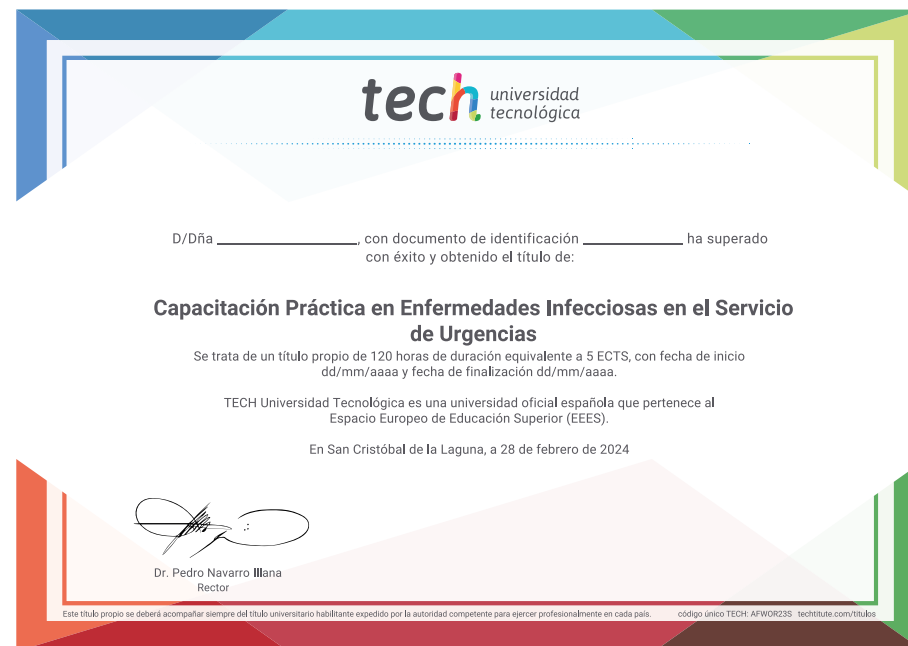 tech universidad
tecnológica
D/Dña ____________________, con documento de identificación ______________ ha superado
con éxito y obtenido el título de:
Capacitación Práctica en Enfermedades Infecciosas en el Servicio
de Urgencias
Se trata de un título propio de 120 horas de duración equivalente a 5 ECTS, con fecha de inicio
dd/mm/aaaa y fecha de finalización dd/mm/aaaa.
TECH Universidad Tecnológica es una universidad oficial española que pertenece al
Espacio Europeo de Educación Superior (EEES).
En San Cristóbal de la Laguna, a 28 de febrero de 2024
Dr. Pedro Navarro Illana
Rector
Este título propio se deberá acompañar siempre del título universitario habilitante expedido por la autoridad competente para ejercer profesionalmente en cada país. código único TECH: AFWOR23S techtitute.com/titulos